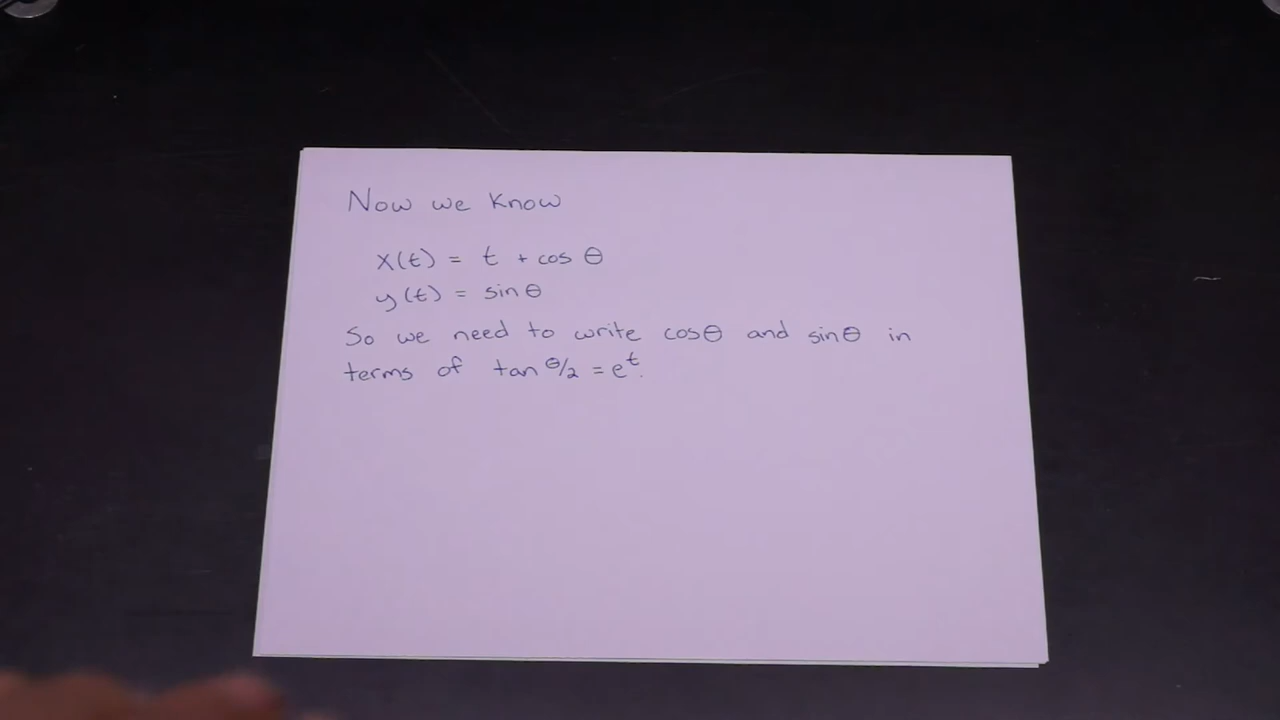 Now we know
x(t) = t + cos θ
y(t) = sin θ
So we need to write cosθ and sinθ in
terms of tan θ/2 = e^t.